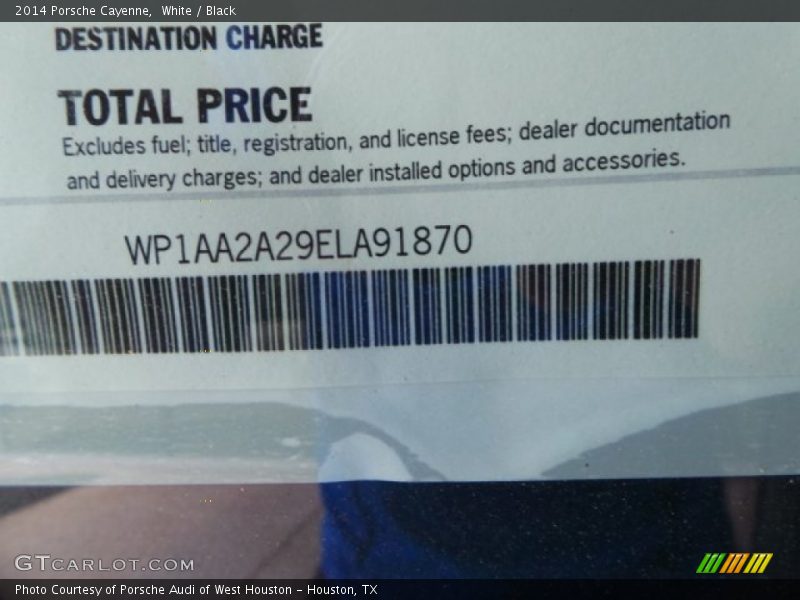 2014 Porsche Cayenne, White / Black
DESTINATION CHARGE
TOTAL PRICE
Excludes fuel; title, registration, and license fees; dealer documentation
and delivery charges; and dealer installed options and accessories.
WP1AA2A29ELA91870
GTCARLOT.COM
Photo Courtesy of Porsche Audi of West Houston – Houston, TX